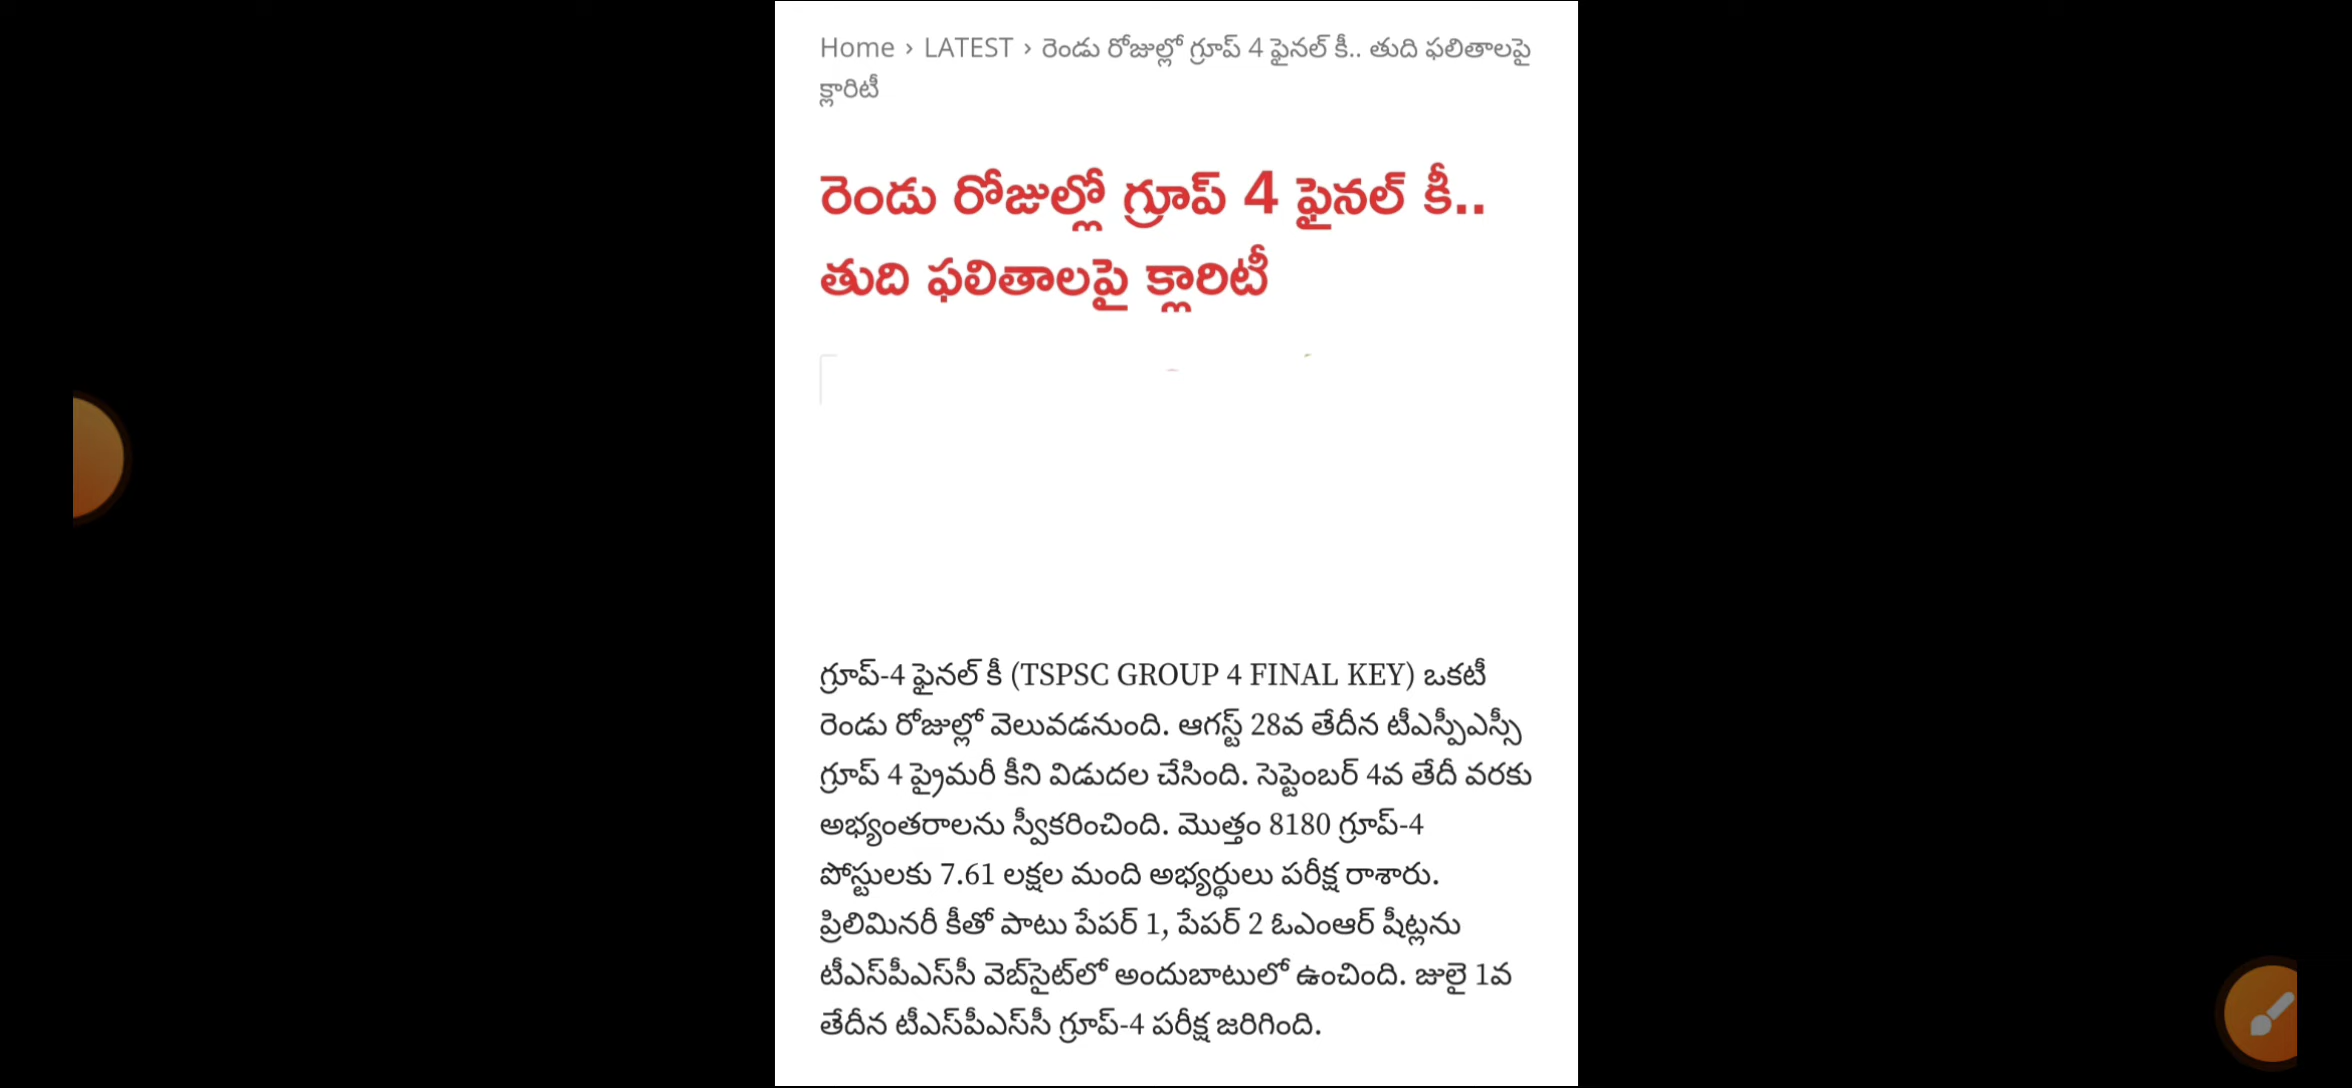 Home › LATEST › రెండు రోజుల్లో గ్రూప్ 4 ఫైనల్ కీ.. తుది ఫలితాలపై
క్లారిటీ
రెండు రోజుల్లో గ్రూప్ 4 ఫైనల్ కీ..
తుది ఫలితాలపై క్లారిటీ
గ్రూప్-4 ఫైనల్ కీ (TSPSC GROUP 4 FINAL KEY) ఒకటీ
రెండు రోజుల్లో వెలువడనుంది. ఆగస్ట్ 28వ తేదీన టీఎస్పీఎస్సీ
గ్రూప్ 4 ప్రైమరీ కీని విడుదల చేసింది. సెప్టెంబర్ 4వ తేదీ వరకు
అభ్యంతరాలను స్వీకరించింది. మొత్తం 8180 గ్రూప్-4
పోస్టులకు 7.61 లక్షల మంది అభ్యర్థులు పరీక్ష రాశారు.
ప్రిలిమినరీ కీతో పాటు పేపర్ 1, పేపర్ 2 ఓఎంఆర్ షీట్లను
టీఎస్‌పీఎస్‌సీ వెబ్‌సైట్‌లో అందుబాటులో ఉంచింది. జులై 1వ
తేదీన టీఎస్‌పీఎస్‌సీ గ్రూప్-4 పరీక్ష జరిగింది.